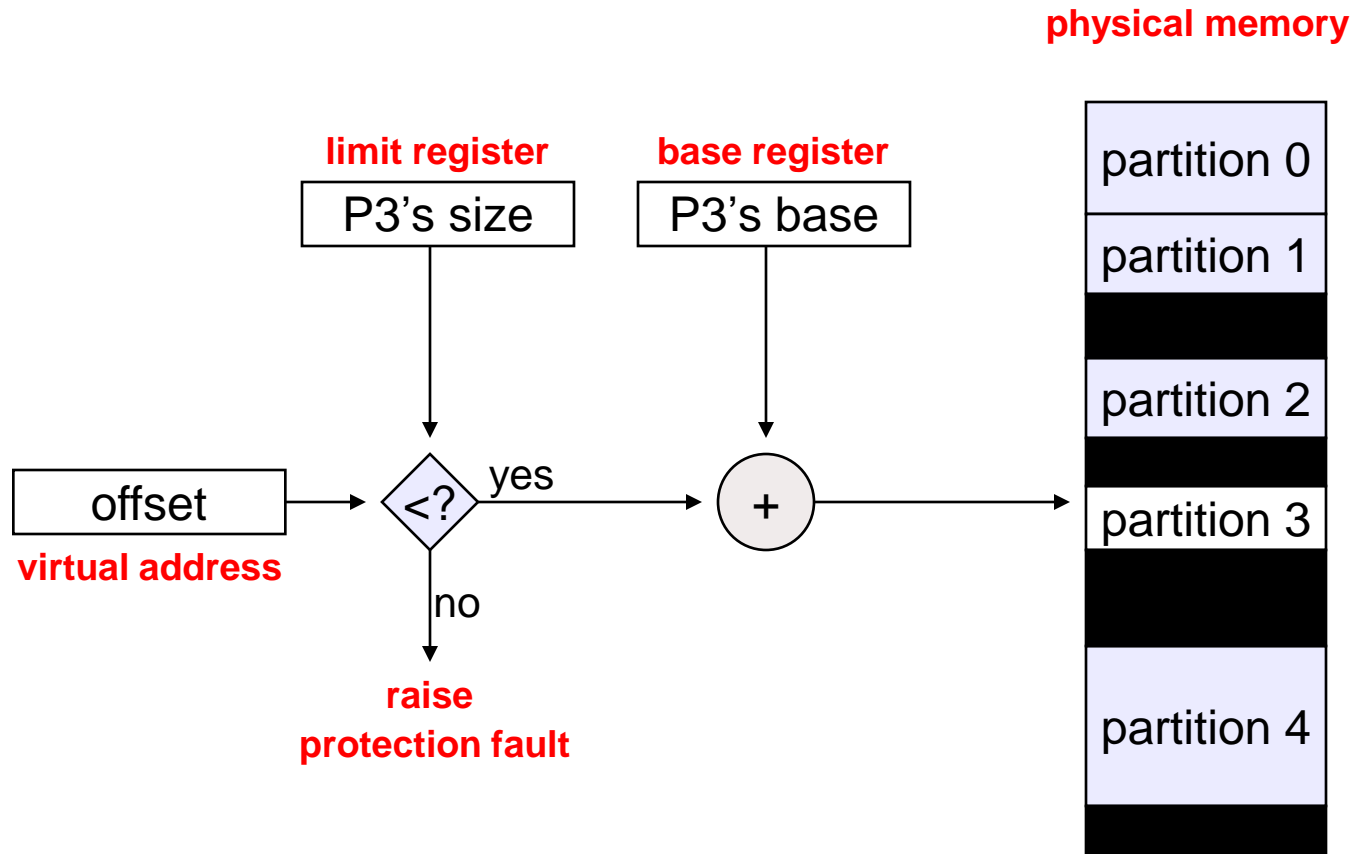 physical memory
limit register
base register
P3’s size
P3’s base
partition 0
partition 1
partition 2
partition 3
partition 4
offset
virtual address
<?
yes
+
no
raise
protection fault